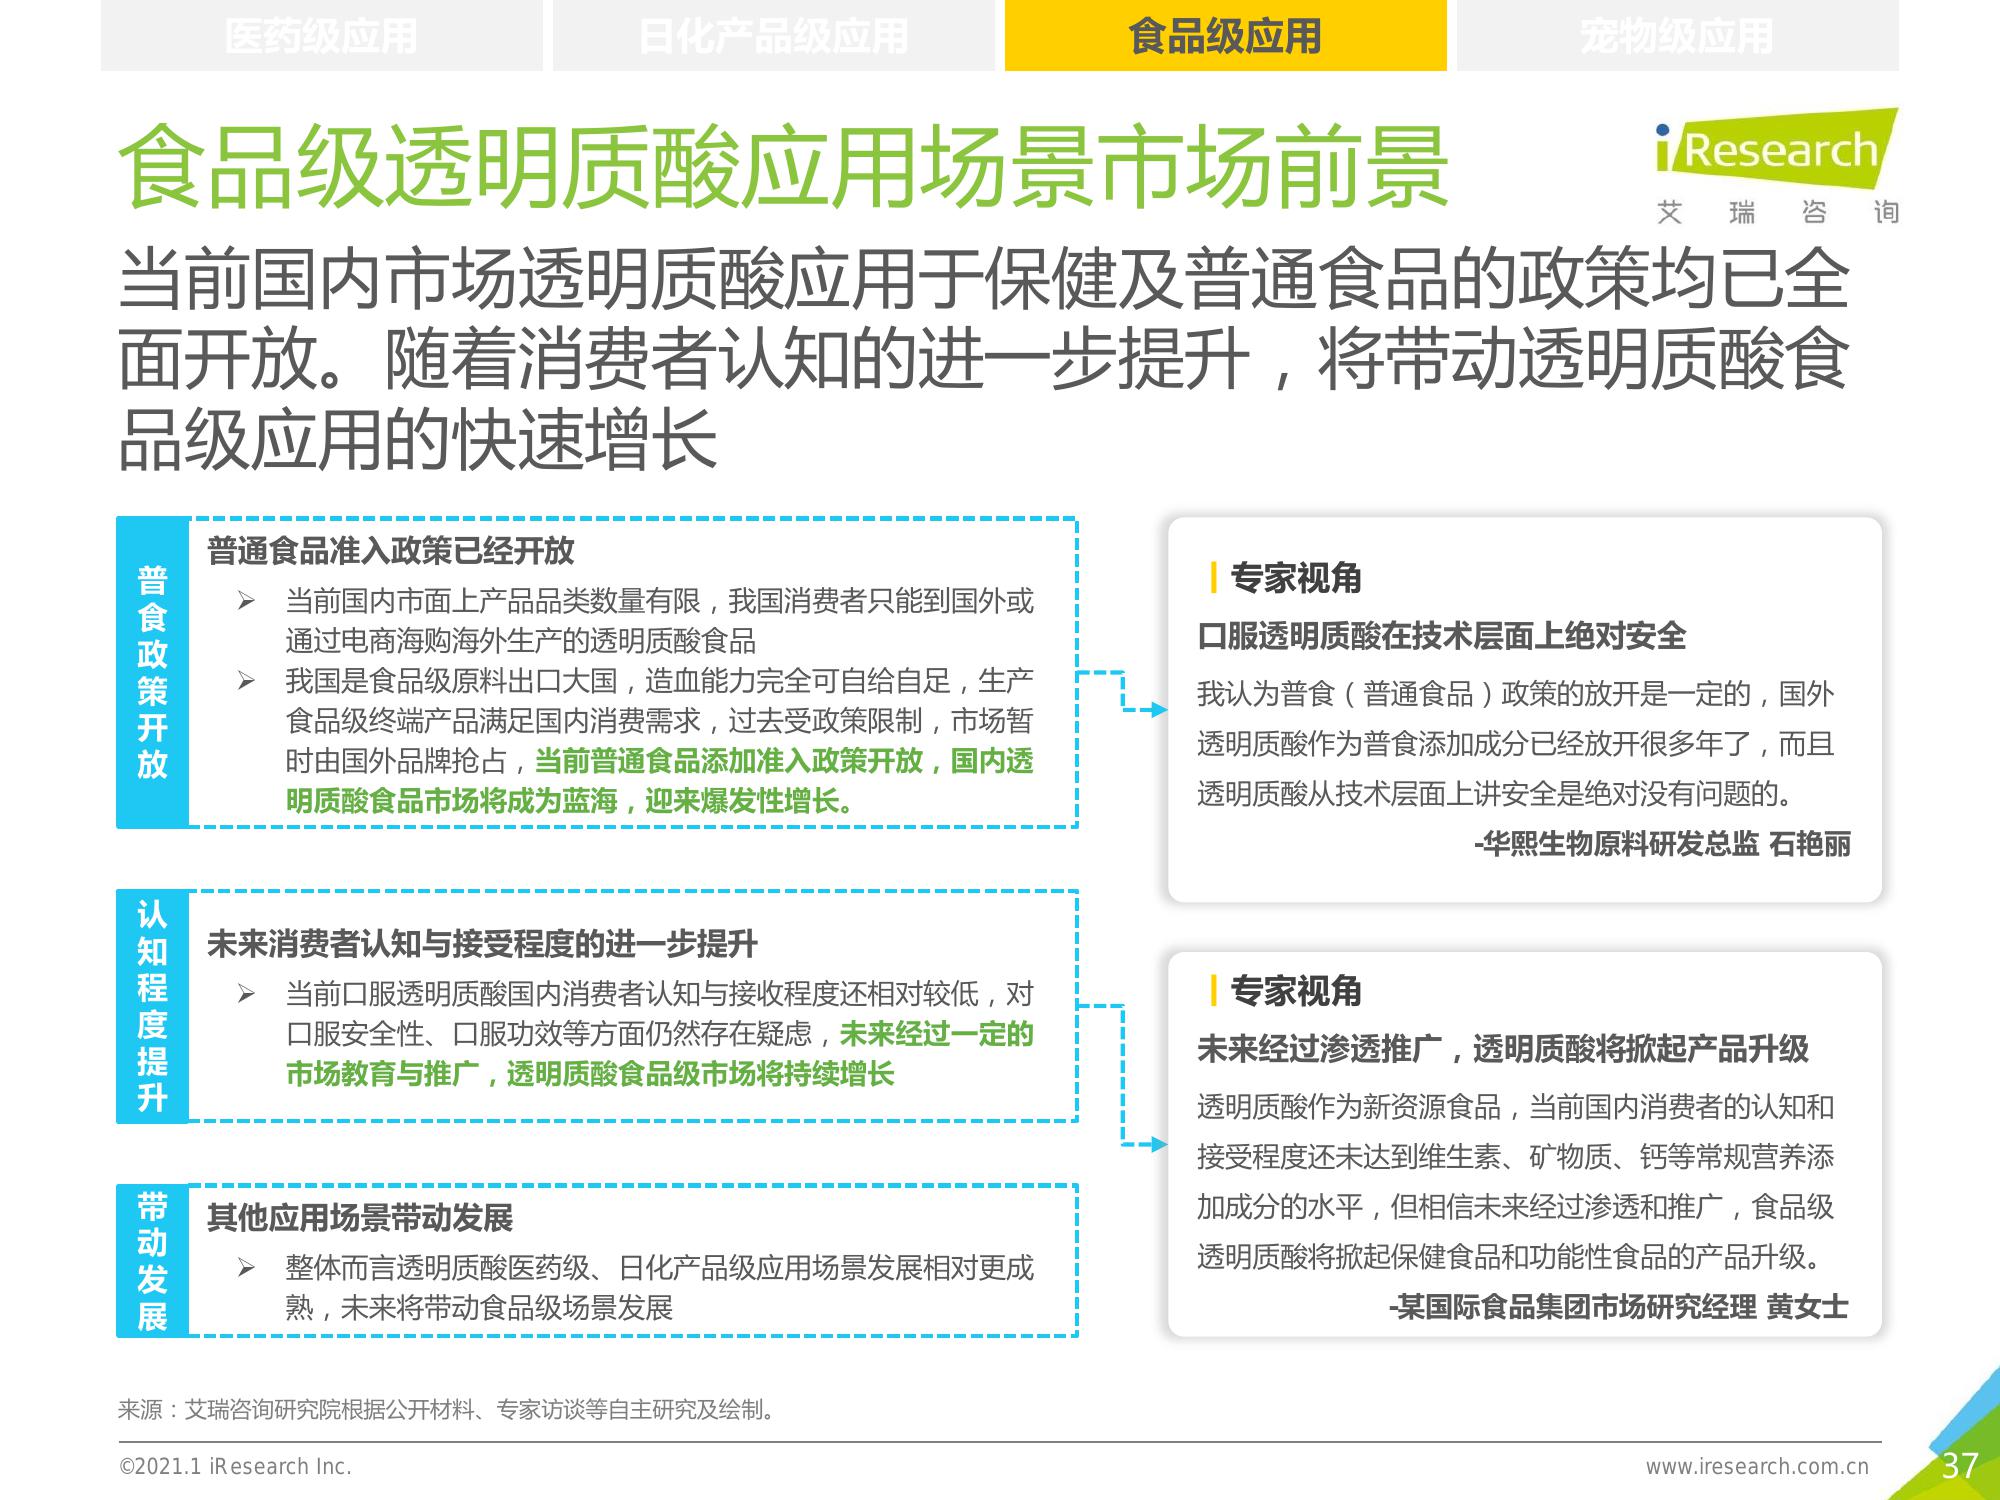 医药级应用
日化产品级应用
食品级应用
宠物级应用
食品级透明质酸应用场景市场前景
iResearch
艾瑞咨询
当前国内市场透明质酸应用于保健及普通食品的政策均已全
面开放。随着消费者认知的进一步提升，将带动透明质酸食
品级应用的快速增长
普食政策开放
普通食品准入政策已经开放
➢ 当前国内市面上产品品类数量有限，我国消费者只能到国外或
通过电商海购海外生产的透明质酸食品
➢ 我国是食品级原料出口大国，造血能力完全可自给自足，生产
食品级终端产品满足国内消费需求，过去受政策限制，市场暂
时由国外品牌抢占，当前普通食品添加准入政策开放，国内透
明质酸食品市场将成为蓝海，迎来爆发性增长。
专家视角
口服透明质酸在技术层面上绝对安全
我认为普食（普通食品）政策的放开是一定的，国外
透明质酸作为普食添加成分已经放开很多年了，而且
透明质酸从技术层面上讲安全是绝对没有问题的。
-华熙生物原料研发总监 石艳丽
认知程度提升
未来消费者认知与接受程度的进一步提升
➢ 当前口服透明质酸国内消费者认知与接收程度还相对较低，对
口服安全性、口服功效等方面仍然存在疑虑，未来经过一定的
市场教育与推广，透明质酸食品级市场将持续增长
专家视角
未来经过渗透推广，透明质酸将掀起产品升级
透明质酸作为新资源食品，当前国内消费者的认知和
接受程度还未达到维生素、矿物质、钙等常规营养添
加成分的水平，但相信未来经过渗透和推广，食品级
透明质酸将掀起保健食品和功能性食品的产品升级。
-某国际食品集团市场研究经理 黄女士
带动发展
其他应用场景带动发展
➢ 整体而言透明质酸医药级、日化产品级应用场景发展相对更成
熟，未来将带动食品级场景发展
来源：艾瑞咨询研究院根据公开材料、专家访谈等自主研究及绘制。
©2021.1 iResearch Inc.
www.iresearch.com.cn
37